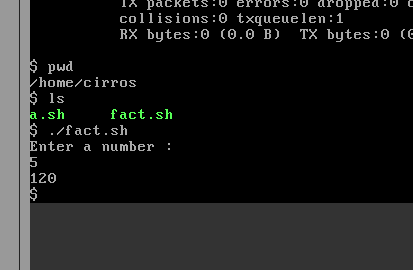 TX packets:0 errors:0 dropped:0
collisions:0 txqueuelen:1
RX bytes:0 (0.0 B) TX bytes:0
$ pwd
/home/cirros
$ ls
a.sh fact.sh
$ ./fact.sh
Enter a number :
5
120
$